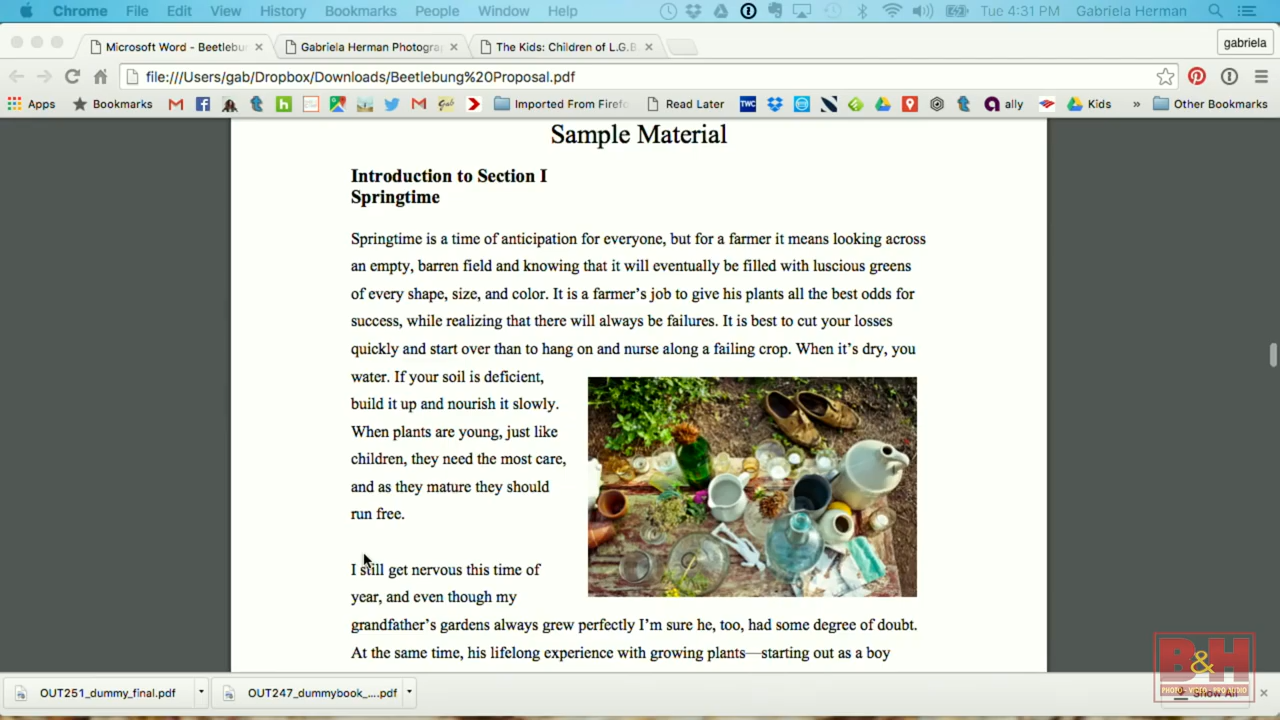 Chrome File Edit View History Bookmarks People Window Help Tue 4:31 PM Gabriela Herman
Microsoft Word - Beetlebu Gabriela Herman Photogra The Kids: Children of L.G.B. gabriela
file:///Users/gab/Dropbox/Downloads/Beetlebung%20Proposal.pdf
Apps Bookmarks Imported From Firefo Read Later TWC ally Kids » Other Bookmarks
Sample Material
Introduction to Section I
Springtime
Springtime is a time of anticipation for everyone, but for a farmer it means looking across
an empty, barren field and knowing that it will eventually be filled with luscious greens
of every shape, size, and color. It is a farmer’s job to give his plants all the best odds for
success, while realizing that there will always be failures. It is best to cut your losses
quickly and start over than to hang on and nurse along a failing crop. When it’s dry, you
water. If your soil is deficient,
build it up and nourish it slowly.
When plants are young, just like
children, they need the most care,
and as they mature they should
run free.
I still get nervous this time of
year, and even though my
grandfather’s gardens always grew perfectly I’m sure he, too, had some degree of doubt.
At the same time, his lifelong experience with growing plants—starting out as a boy
OUT251_dummy_final.pdf OUT247_dummybook_....pdf Show All
B&H
PHOTO - VIDEO - PRO AUDIO